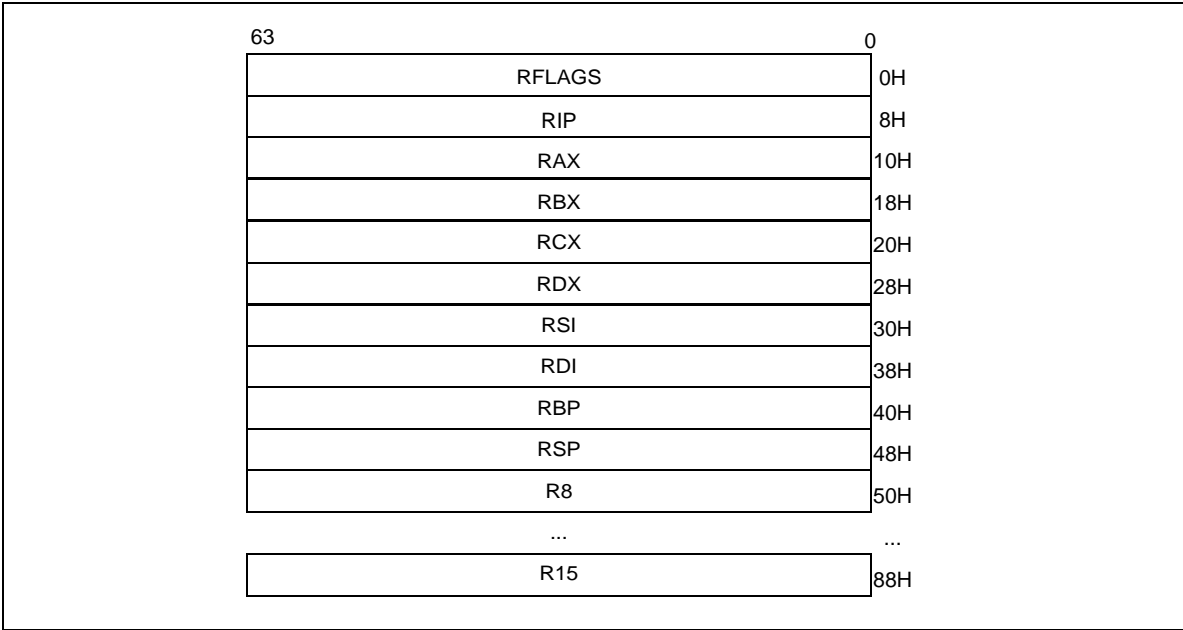 63 0
RFLAGS 0H
RIP 8H
RAX 10H
RBX 18H
RCX 20H
RDX 28H
RSI 30H
RDI 38H
RBP 40H
RSP 48H
R8 50H
... ...
R15 88H